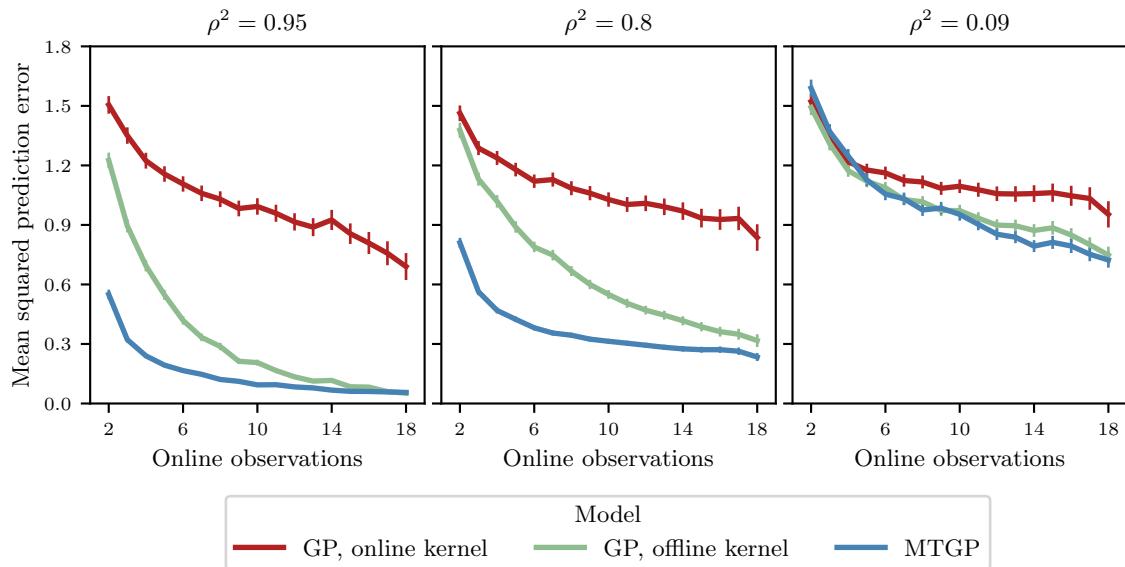 ρ² = 0.95 ρ² = 0.8 ρ² = 0.09
Mean squared prediction error
1.8
1.5
1.2
0.9
0.6
0.3
0.0
2 6 10 14 18 2 6 10 14 18 2 6 10 14 18
Online observations Online observations Online observations
Model
GP, online kernel GP, offline kernel MTGP